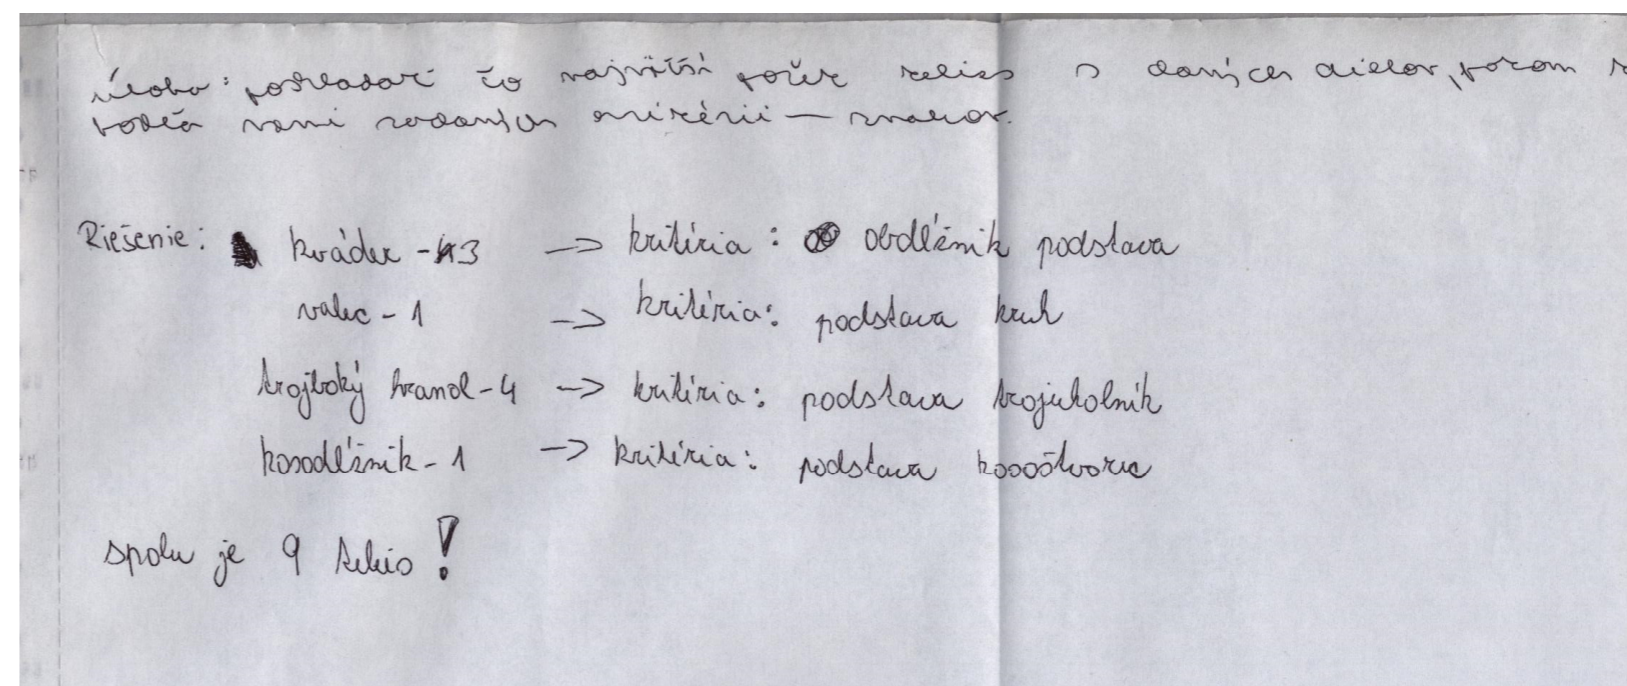 Úloha: poskladať čo najväčší počet telies z daných dielov, potom
podľa vami zadaných kritérií — znakov.
Riešenie: kváder - 3 -> kritéria: obdĺžnik podstava
valec - 1 -> kritéria: podstava kruh
trojboký hranol - 4 -> kritéria: podstava trojuholník
kosodĺžnik - 1 -> kritéria: podstava kosoštvorec
spolu je 9 telies!